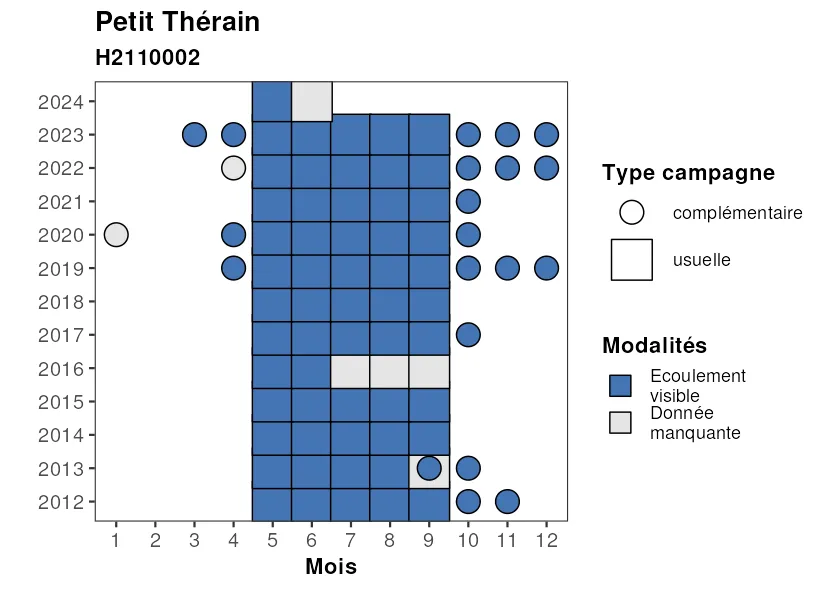 Petit Thérain
H2110002
2024
2023
2022
2021
2020
2019
2018
2017
2016
2015
2014
2013
2012
1 2 3 4 5 6 7 8 9 10 11 12
Mois
Type campagne
complémentaire
usuelle
Modalités
Ecoulement
visible
Donnée
manquante